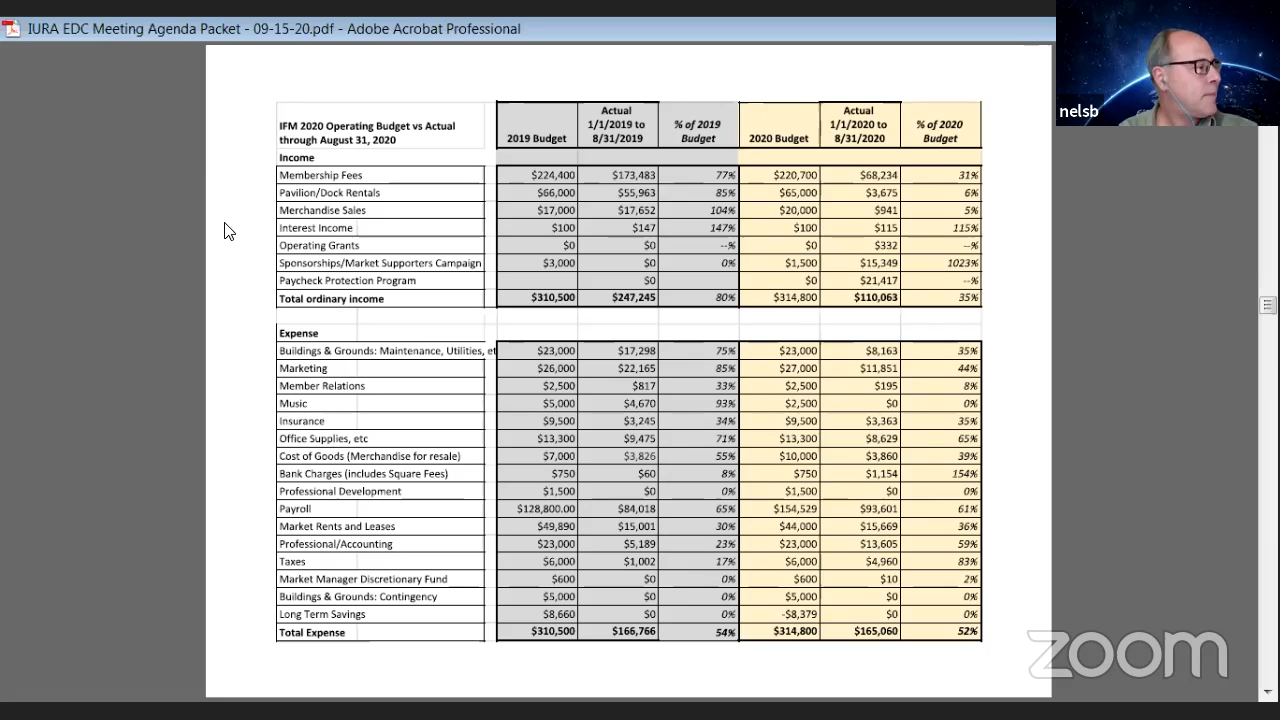 IURA EDC Meeting Agenda Packet - 09-15-20.pdf - Adobe Acrobat Professional
nelsb
IFM 2020 Operating Budget vs Actual through August 31, 2020 2019 Budget Actual 1/1/2019 to 8/31/2019 % of 2019 Budget 2020 Budget Actual 1/1/2020 to 8/31/2020 % of 2020 Budget
Income
Membership Fees $224,400 $173,483 77% $220,700 $68,234 31%
Pavilion/Dock Rentals $66,000 $55,963 85% $65,000 $3,675 6%
Merchandise Sales $17,000 $17,652 104% $20,000 $941 5%
Interest Income $100 $147 147% $100 $115 115%
Operating Grants $0 $0 --% $0 $332 --%
Sponsorships/Market Supporters Campaign $3,000 $0 0% $1,500 $15,349 1023%
Paycheck Protection Program $0 $0 $21,417 --%
Total ordinary income $310,500 $247,245 80% $314,800 $110,063 35%
Expense
Buildings & Grounds: Maintenance, Utilities, et $23,000 $17,298 75% $23,000 $8,163 35%
Marketing $26,000 $22,165 85% $27,000 $11,851 44%
Member Relations $2,500 $817 33% $2,500 $195 8%
Music $5,000 $4,670 93% $2,500 $0 0%
Insurance $9,500 $3,245 34% $9,500 $3,363 35%
Office Supplies, etc $13,300 $9,475 71% $13,300 $8,629 65%
Cost of Goods (Merchandise for resale) $7,000 $3,826 55% $10,000 $3,860 39%
Bank Charges (includes Square Fees) $750 $60 8% $750 $1,154 154%
Professional Development $1,500 $0 0% $1,500 $0 0%
Payroll $128,800.00 $84,018 65% $154,529 $93,601 61%
Market Rents and Leases $49,890 $15,001 30% $44,000 $15,669 36%
Professional/Accounting $23,000 $5,189 23% $23,000 $13,605 59%
Taxes $6,000 $1,002 17% $6,000 $4,960 83%
Market Manager Discretionary Fund $600 $0 0% $600 $10 2%
Buildings & Grounds: Contingency $5,000 $0 0% $5,000 $0 0%
Long Term Savings $8,660 $0 0% -$8,379 $0 0%
Total Expense $310,500 $166,766 54% $314,800 $165,060 52%
zoom